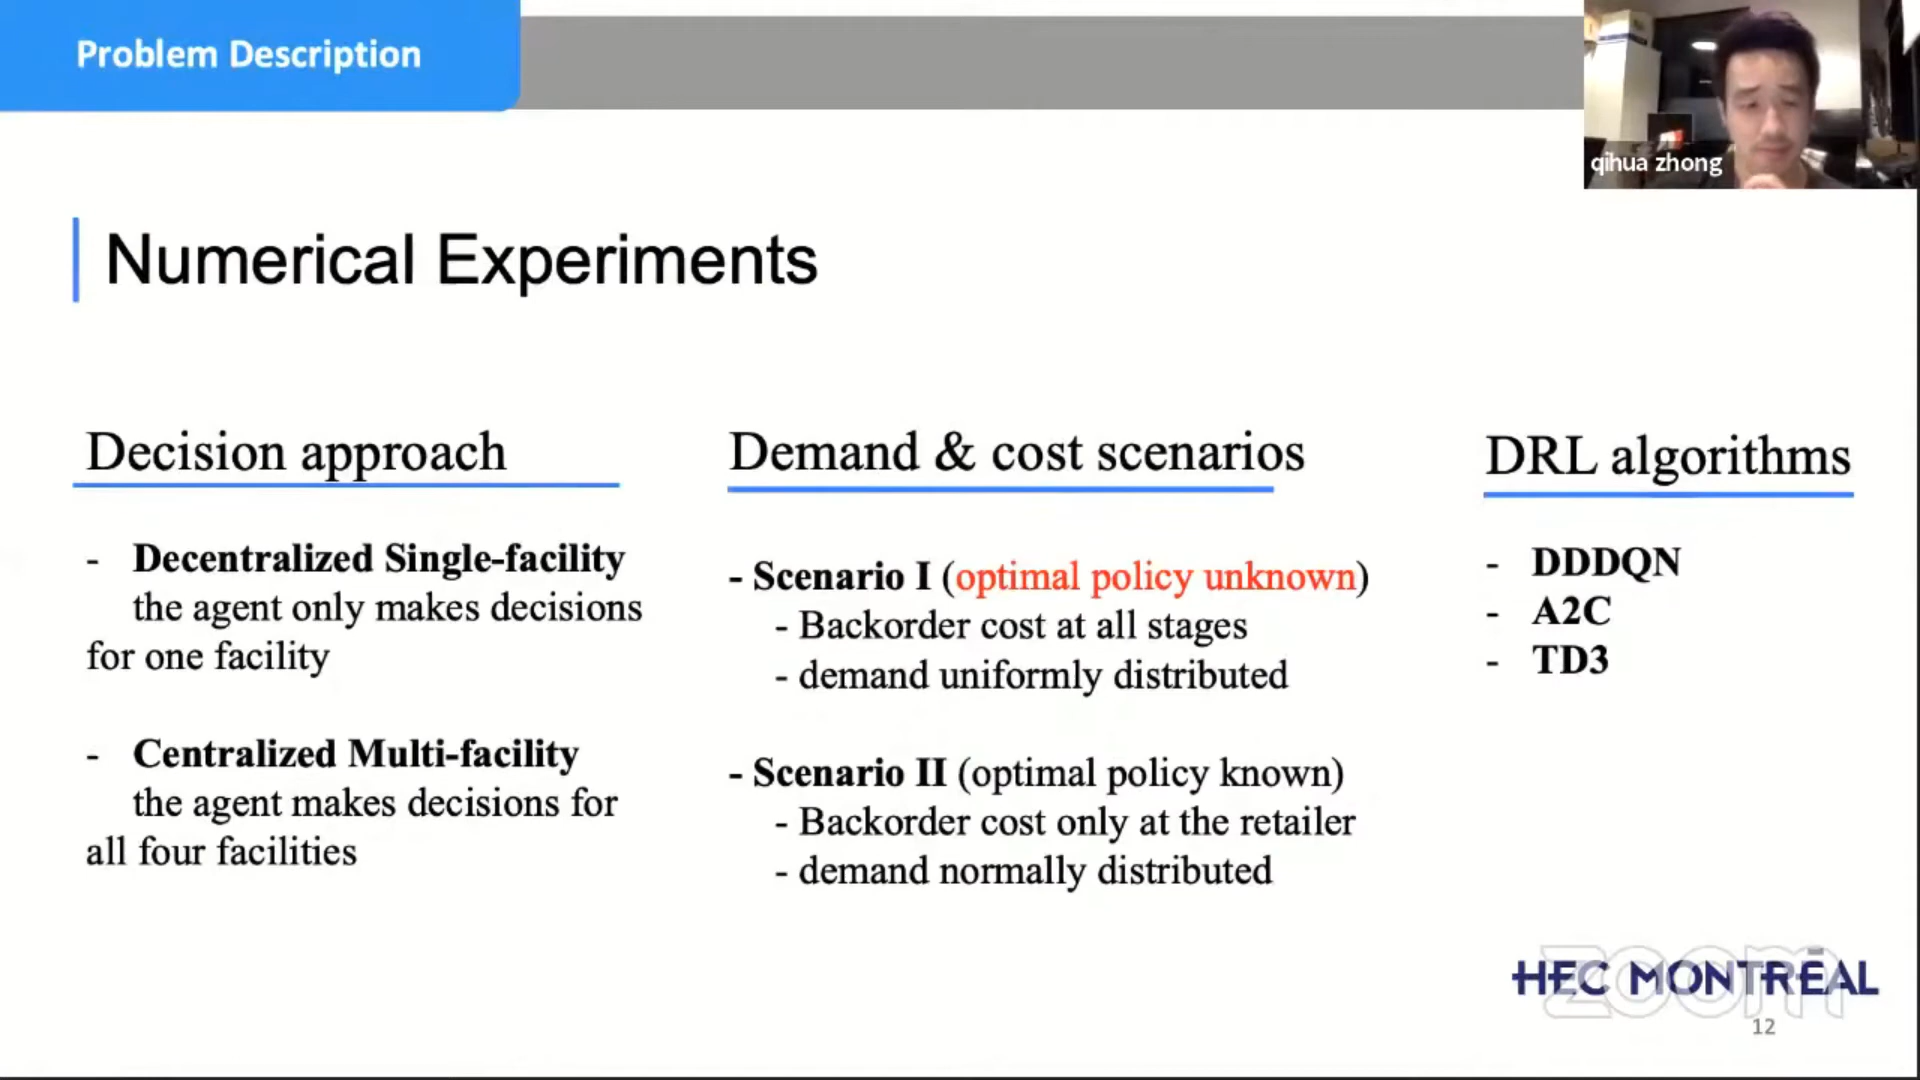 Problem Description
qihua zhong
Numerical Experiments
Decision approach
- Decentralized Single-facility
the agent only makes decisions
for one facility
- Centralized Multi-facility
the agent makes decisions for
all four facilities
Demand & cost scenarios
- Scenario I (optimal policy unknown)
- Backorder cost at all stages
- demand uniformly distributed
- Scenario II (optimal policy known)
- Backorder cost only at the retailer
- demand normally distributed
DRL algorithms
- DDDQN
- A2C
- TD3
HEC MONTRĒAL
zoom
12